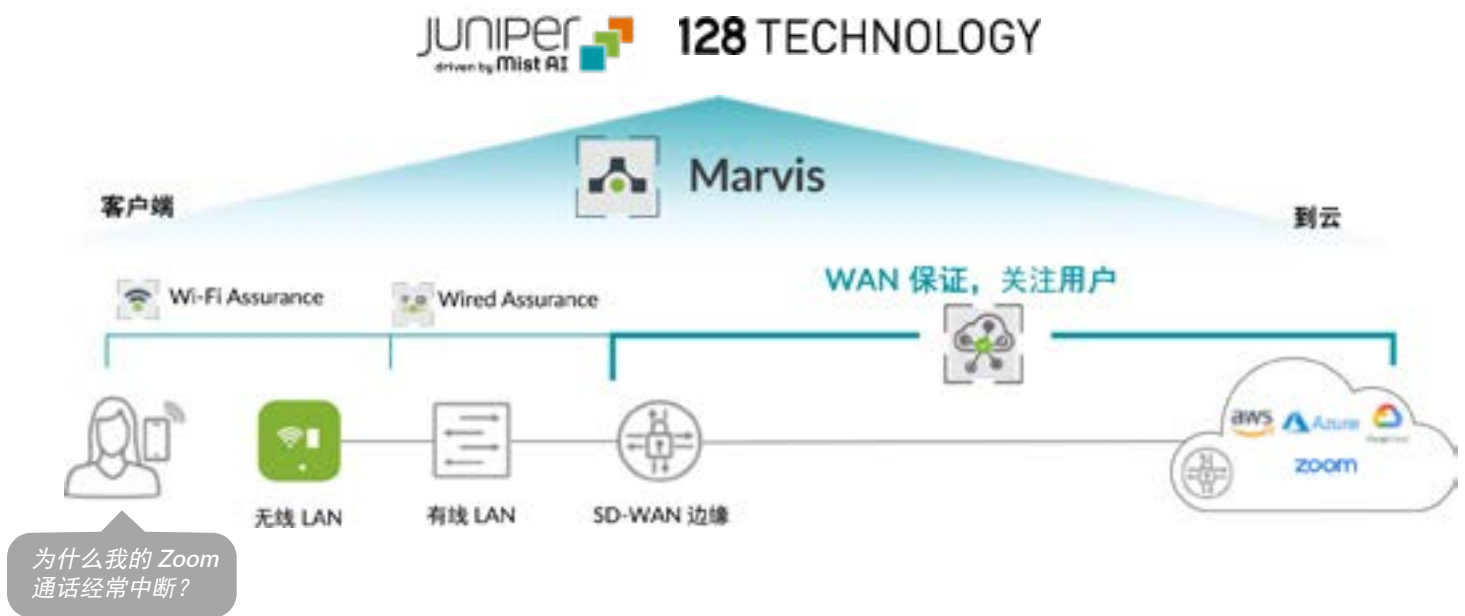 JUNIPER
driven by Mist AI
128 TECHNOLOGY
Marvis
客户端
到云
WAN 保证，关注用户
Wi-Fi Assurance
Wired Assurance
aws
Azure
Google Cloud
zoom
无线 LAN
有线 LAN
SD-WAN 边缘
为什么我的 Zoom
通话经常中断？